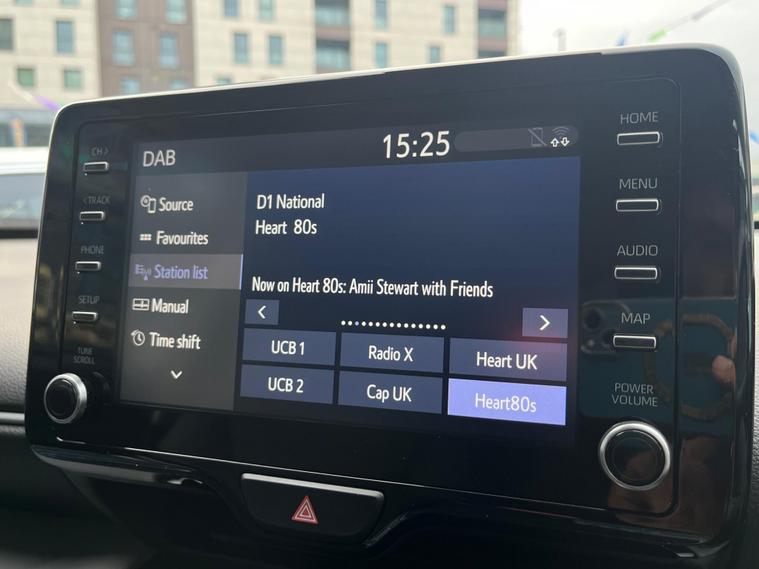 CH >
< TRACK
PHONE
SETUP
TUNE
SCROLL
DAB
15:25
Source
Favourites
Station list
Manual
Time shift
D1 National
Heart 80s
Now on Heart 80s: Amii Stewart with Friends
UCB 1
Radio X
Heart UK
UCB 2
Cap UK
Heart80s
HOME
MENU
AUDIO
MAP
POWER
VOLUME